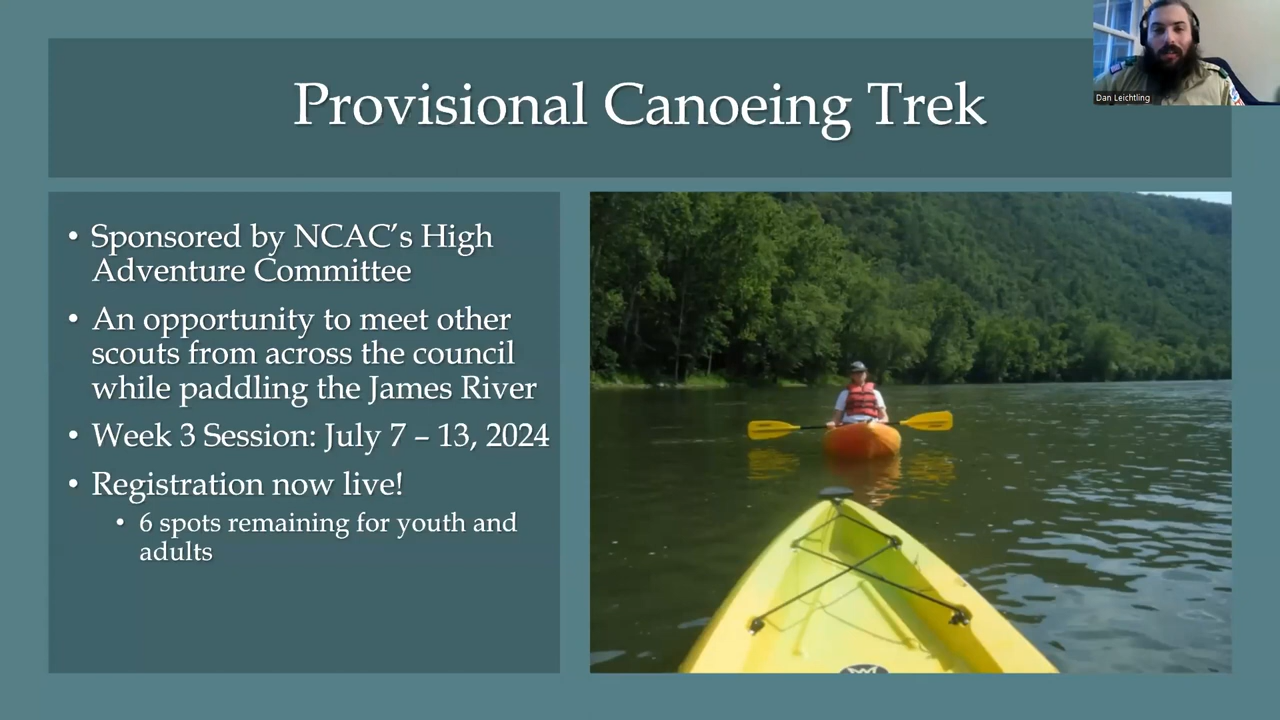 Provisional Canoeing Trek
Dan Leichtling
• Sponsored by NCAC’s High
Adventure Committee
• An opportunity to meet other
scouts from across the council
while paddling the James River
• Week 3 Session: July 7 – 13, 2024
• Registration now live!
• 6 spots remaining for youth and
adults